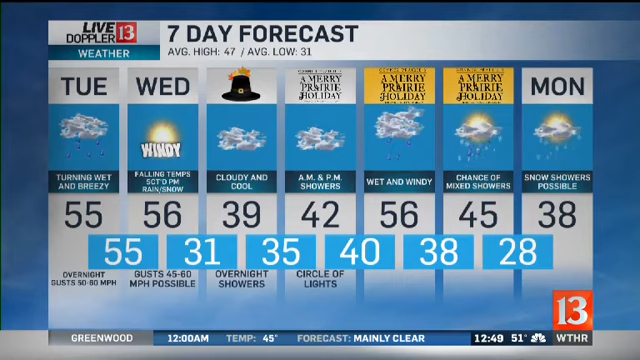 LIVE
DOPPLER 13
WEATHER
7 DAY FORECAST
AVG. HIGH: 47 / AVG. LOW: 31
TUE
WED
A MERRY
PRAIRIE
HOLIDAY
A MERRY
PRAIRIE
HOLIDAY
A MERRY
PRAIRIE
HOLIDAY
MON
WINDY
TURNING WET
AND BREEZY
FALLING TEMPS
SCT'D PM
RAIN/SNOW
CLOUDY AND
COOL
A.M. & P.M.
SHOWERS
WET AND WINDY
CHANCE OF
MIXED SHOWERS
SNOW SHOWERS
POSSIBLE
55 56 39 42 56 45 38
55 31 35 40 38 28
OVERNIGHT
GUSTS 50-60 MPH
GUSTS 45-60
MPH POSSIBLE
OVERNIGHT
SHOWERS
CIRCLE OF
LIGHTS
13
GREENWOOD 12:00AM TEMP: 45° FORECAST: MAINLY CLEAR 12:49 51° WTHR